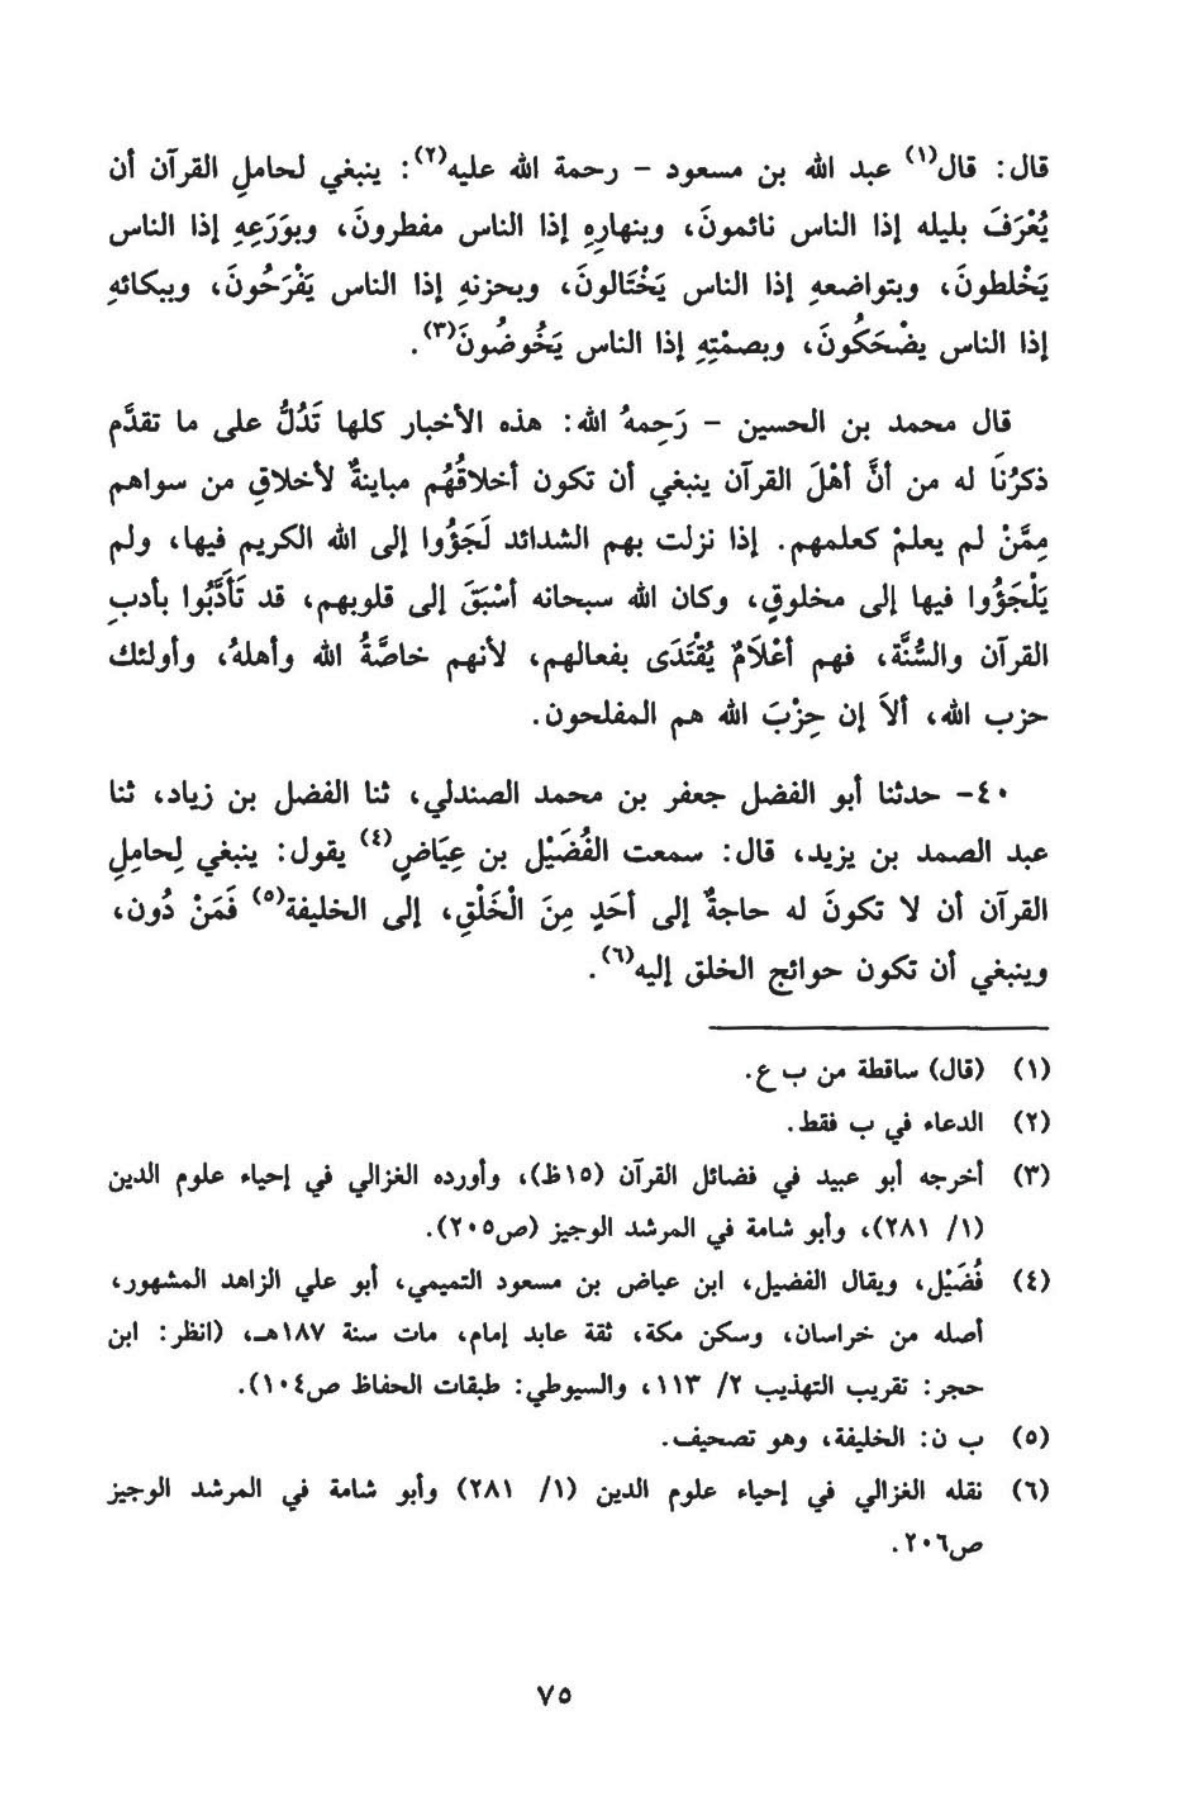 قال: قال(١) عبد الله بن مسعود – رحمة الله عليه(٢): ينبغي لحاملِ القرآن أن
يُعْرَفَ بليله إذا الناس نائمونَ، وبنهارِهِ إذا الناس مفطرونَ، وبوَرَعِهِ إذا الناس
يَخْلطونَ، وبتواضعهِ إذا الناس يَخْتَالونَ، وبحزنهِ إذا الناس يَفْرَحُونَ، وببكائهِ
إذا الناس يضْحَكُونَ، وبصمْتِهِ إذا الناس يَخُوضُونَ(٣).
قال محمد بن الحسين – رَحِمهُ الله: هذه الأخبار كلها تَدُلُّ على ما تقدَّم
ذكرُنَا له من أنَّ أهْلَ القرآن ينبغي أن تكون أخلاقُهُم مباينةٌ لأخلاقِ من سواهم
مِمَّنْ لم يعلمْ كعلمهم. إذا نزلت بهم الشدائد لَجَؤُوا إلى الله الكريم فيها، ولم
يَلْجَؤُوا فيها إلى مخلوقٍ، وكان الله سبحانه أسْبَقَ إلى قلوبهم، قد تَأَدَّبُوا بأدبِ
القرآن والسُّنَّة، فهم أعْلَامٌ يُقْتَدَى بفعالهم، لأنهم خاصَّةُ الله وأهلهُ، وأولئك
حزب الله، ألاَ إن حِزْبَ الله هم المفلحون.
٤٠- حدثنا أبو الفضل جعفر بن محمد الصندلي، ثنا الفضل بن زياد، ثنا
عبد الصمد بن يزيد، قال: سمعت الفُضَيْل بن عِيَاضٍ(٤) يقول: ينبغي لِحامِلِ
القرآن أن لا تكونَ له حاجةٌ إلى أحَدٍ مِنَ الْخَلْقِ، إلى الخليفة(٥) فَمَنْ دُون،
وينبغي أن تكون حوائج الخلق إليه(٦).
(١) (قال) ساقطة من ب ع.
(٢) الدعاء في ب فقط.
(٣) أخرجه أبو عبيد في فضائل القرآن (١٥ظ)، وأورده الغزالي في إحياء علوم الدين
(١/ ٢٨١)، وأبو شامة في المرشد الوجيز (ص٢٠٥).
(٤) فُضَيْل، ويقال الفضيل، ابن عياض بن مسعود التميمي، أبو علي الزاهد المشهور،
أصله من خراسان، وسكن مكة، ثقة عابد إمام، مات سنة ١٨٧هـ، (انظر: ابن
حجر: تقريب التهذيب ٢/ ١١٣، والسيوطي: طبقات الحفاظ ص١٠٤).
(٥) ب ن: الخليفة، وهو تصحيف.
(٦) نقله الغزالي في إحياء علوم الدين (١/ ٢٨١) وأبو شامة في المرشد الوجيز
ص٢٠٦.
٧٥